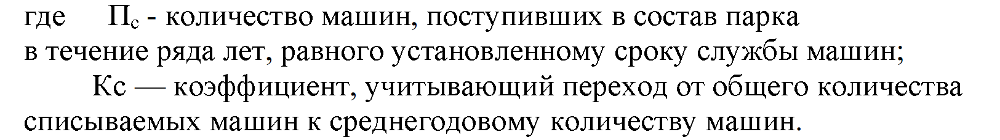 где Пс - количество машин, поступивших в состав парка
в течение ряда лет, равного установленному сроку службы машин;
Кс — коэффициент, учитывающий переход от общего количества
списываемых машин к среднегодовому количеству машин.